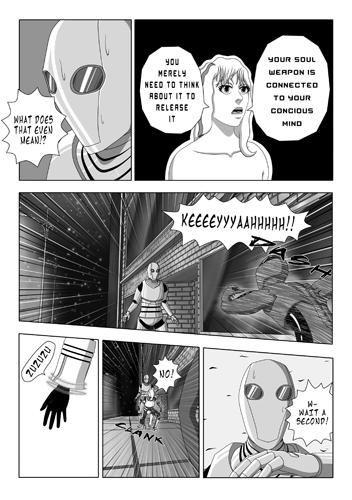 YOUR SOUL
WEAPON IS
CONNECTED
TO YOUR
CONCIOUS
MIND
YOU
MERELY
NEED TO THINK
ABOUT IT TO
RELEASE
IT
WHAT DOES
THAT EVEN
MEAN!?
KEEEEYYYAAHHHHH!!
DASH
W-
WAIT A
SECOND!
NO!
CLANK
ZUZUZU